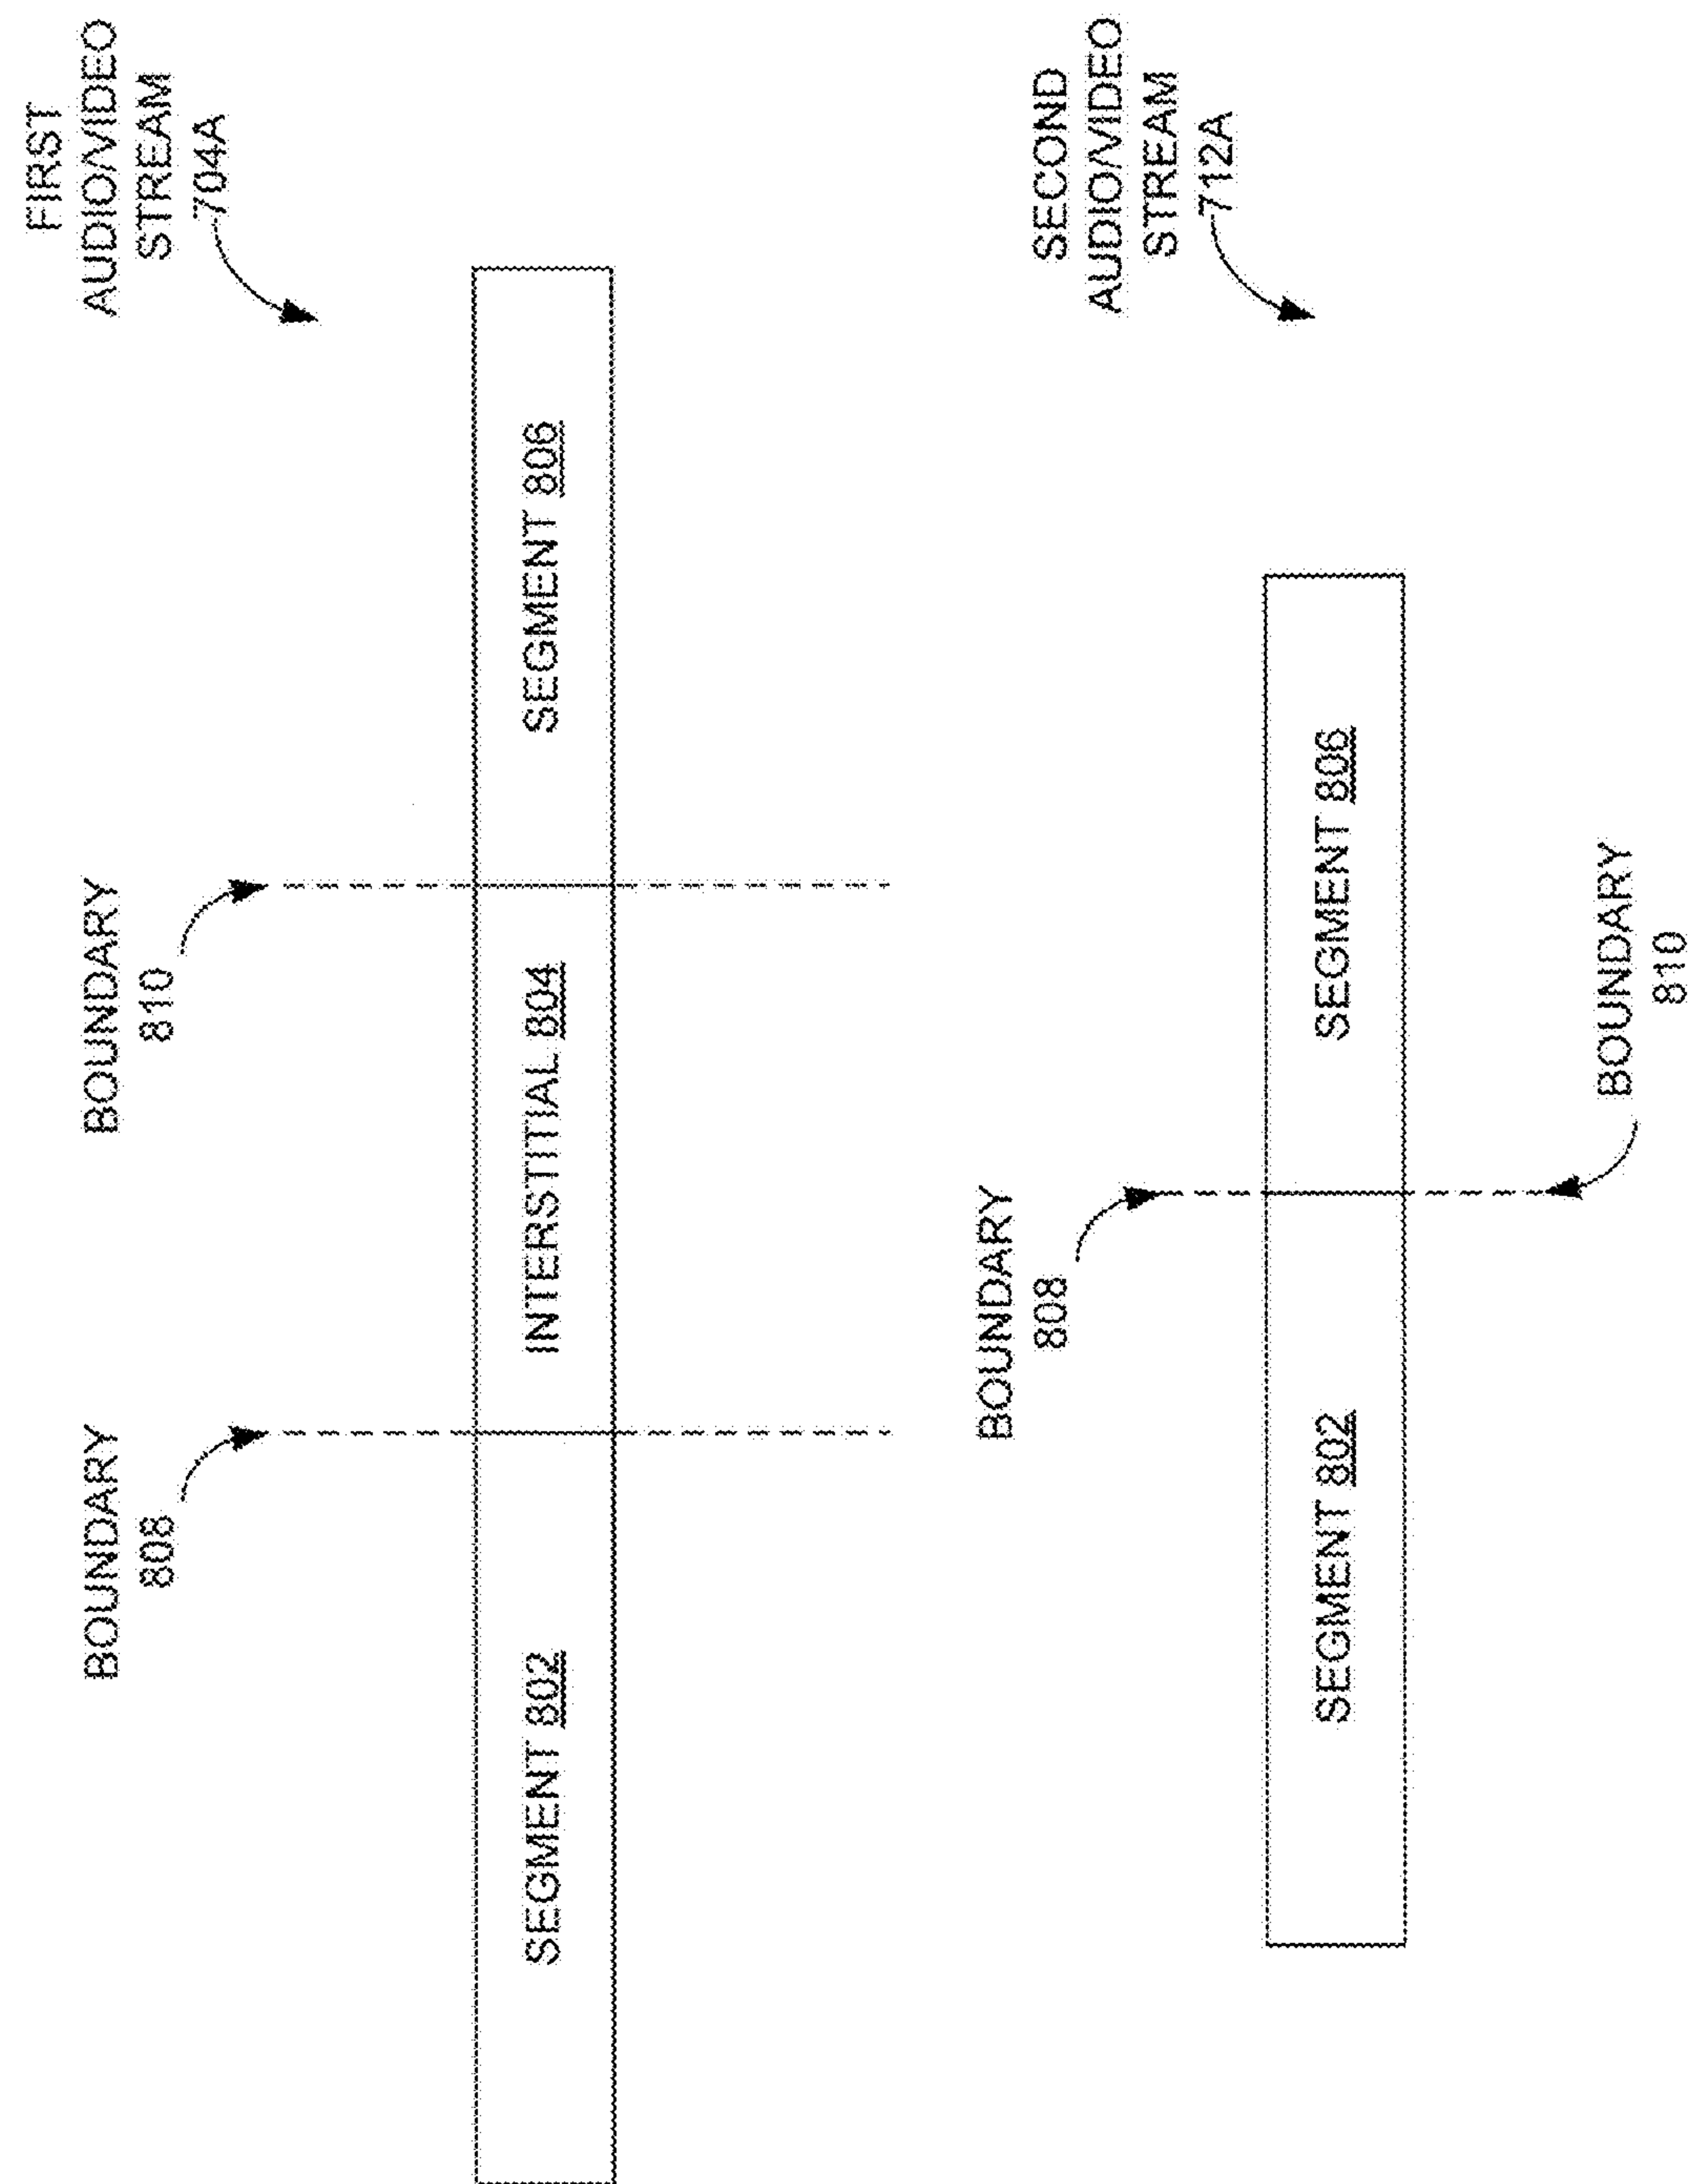 FIRST
AUDIO/VIDEO
STREAM
704A
BOUNDARY
808
BOUNDARY
810
SEGMENT 802
INTERSTITIAL 804
SEGMENT 806
SECOND
AUDIO/VIDEO
STREAM
712A
BOUNDARY
808
SEGMENT 802
SEGMENT 806
BOUNDARY
810